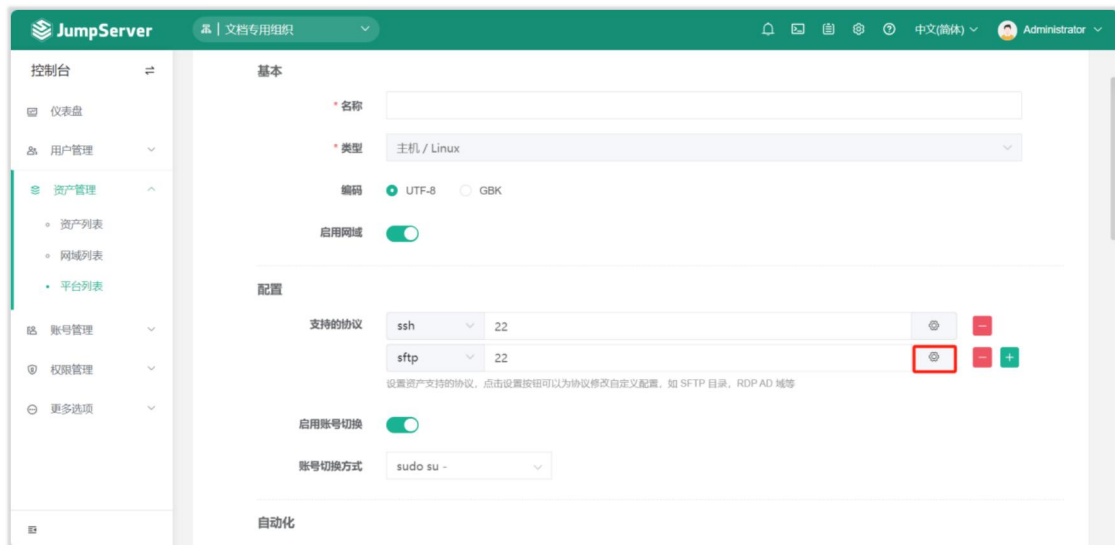 JumpServer
文档专用组织
中文(简体)
Administrator
控制台
仪表盘
用户管理
资产管理
资产列表
网域列表
平台列表
账号管理
权限管理
更多选项
基本
* 名称
* 类型 主机 / Linux
编码 UTF-8 GBK
启用网域
配置
支持的协议 ssh 22
sftp 22
设置资产支持的协议，点击设置按钮可以为协议修改自定义配置，如 SFTP 目录，RDP AD 域等
启用账号切换
账号切换方式 sudo su -
自动化